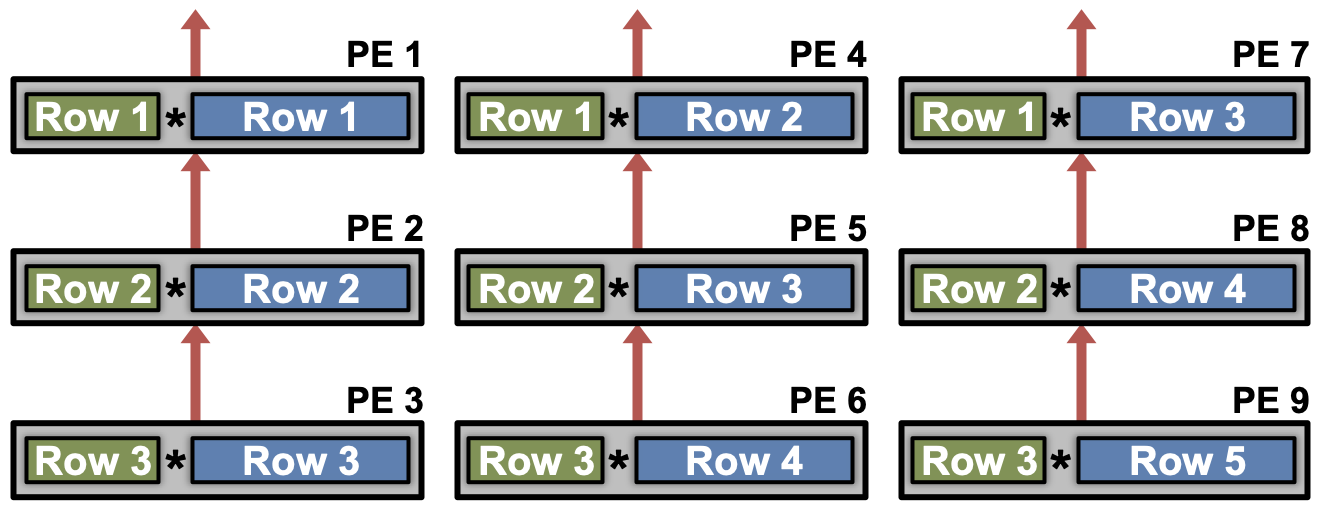 PE 1 PE 4 PE 7
Row 1 * Row 1 Row 1 * Row 2 Row 1 * Row 3
PE 2 PE 5 PE 8
Row 2 * Row 2 Row 2 * Row 3 Row 2 * Row 4
PE 3 PE 6 PE 9
Row 3 * Row 3 Row 3 * Row 4 Row 3 * Row 5